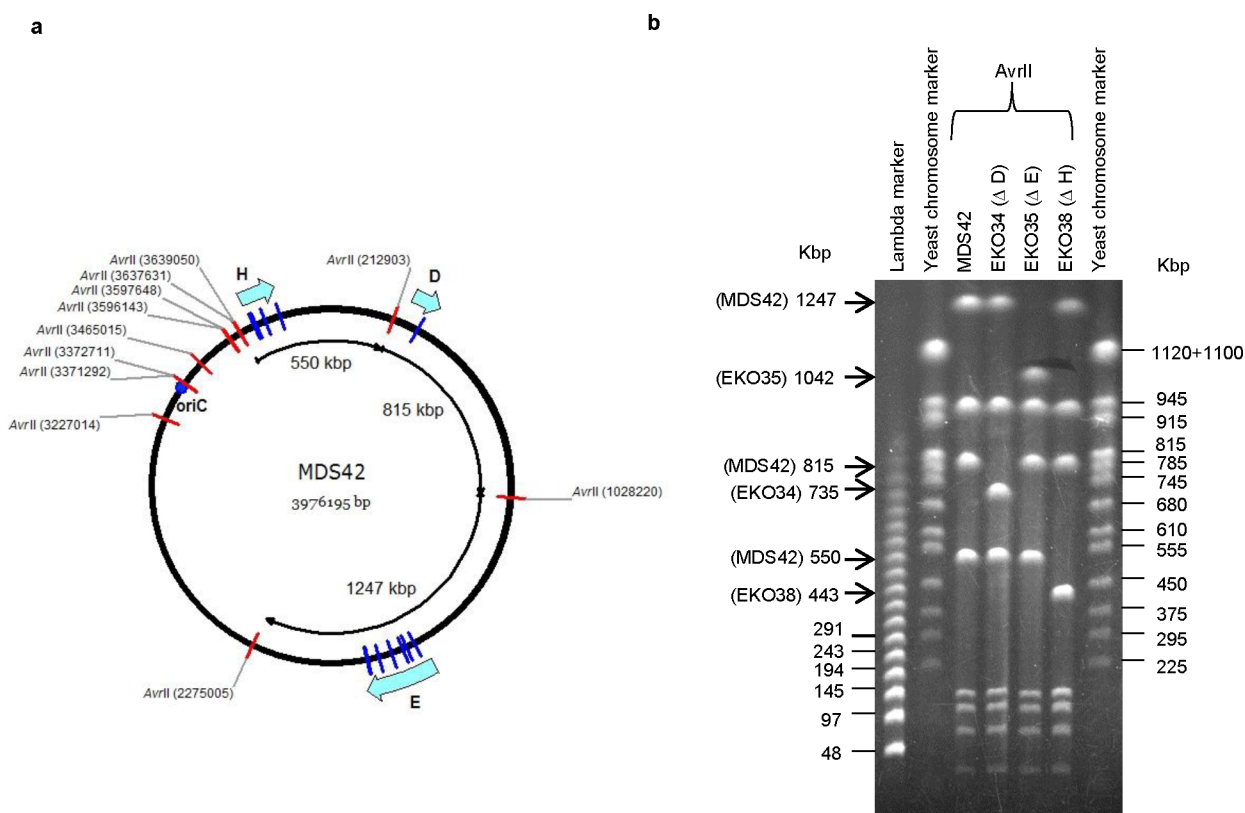 a
b
AvrII (3639050)
AvrII (3637631)
AvrII (3597648)
AvrII (3596143)
AvrII (3465015)
AvrII (3372711)
AvrII (3371292)
AvrII (3227014)
AvrII (2275005)
AvrII (212903)
AvrII (1028220)
H
D
E
oriC
550 kbp
815 kbp
1247 kbp
MDS42
3976195 bp
AvrII
Lambda marker
Yeast chromosome marker
MDS42
EKO34 (Δ D)
EKO35 (Δ E)
EKO38 (Δ H)
Yeast chromosome marker
Kbp
(MDS42) 1247
(EKO35) 1042
(MDS42) 815
(EKO34) 735
(MDS42) 550
(EKO38) 443
291
243
194
145
97
48
Kbp
1120+1100
945
915
815
785
745
680
610
555
450
375
295
225